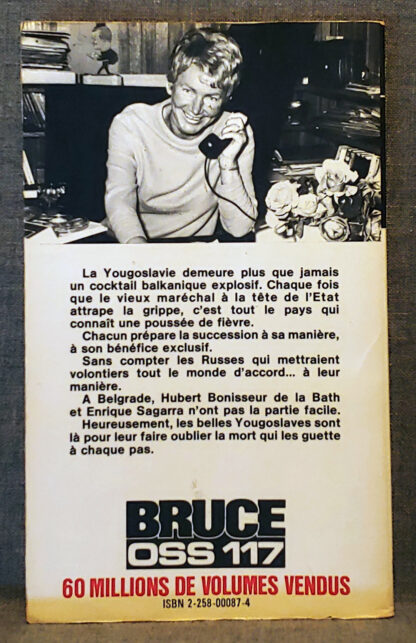 La Yougoslavie demeure plus que jamais
un cocktail balkanique explosif. Chaque fois
que le vieux maréchal à la tête de l'Etat
attrape la grippe, c'est tout le pays qui
connaît une poussée de fièvre.
Chacun prépare la succession à sa manière,
à son bénéfice exclusif.
Sans compter les Russes qui mettraient
volontiers tout le monde d'accord... à leur
manière.
A Belgrade, Hubert Bonisseur de la Bath
et Enrique Sagarra n'ont pas la partie facile.
Heureusement, les belles Yougoslaves sont
là pour leur faire oublier la mort qui les guette
à chaque pas.
BRUCE
OSS 117
60 MILLIONS DE VOLUMES VENDUS
ISBN 2-258-00087-4